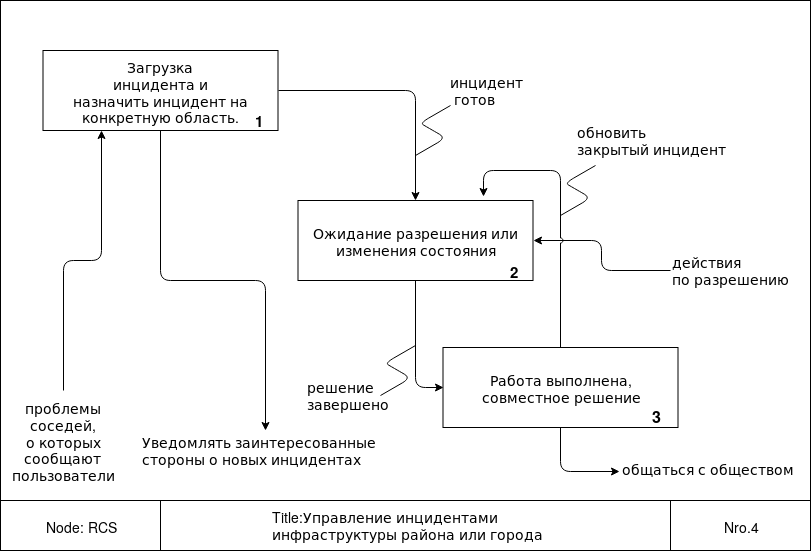 Загрузка
инцидента и
назначить инцидент на
конкретную область.
1
инцидент
готов
обновить
закрытый инцидент
Ожидание разрешения или
изменения состояния
2
действия
по разрешению
решение
завершено
Работа выполнена,
совместное решение
3
проблемы
соседей,
о которых
сообщают
пользователи
Уведомлять заинтересованные
стороны о новых инцидентах
общаться с обществом
Node: RCS
Title:Управление инцидентами
инфраструктуры района или города
Nro.4